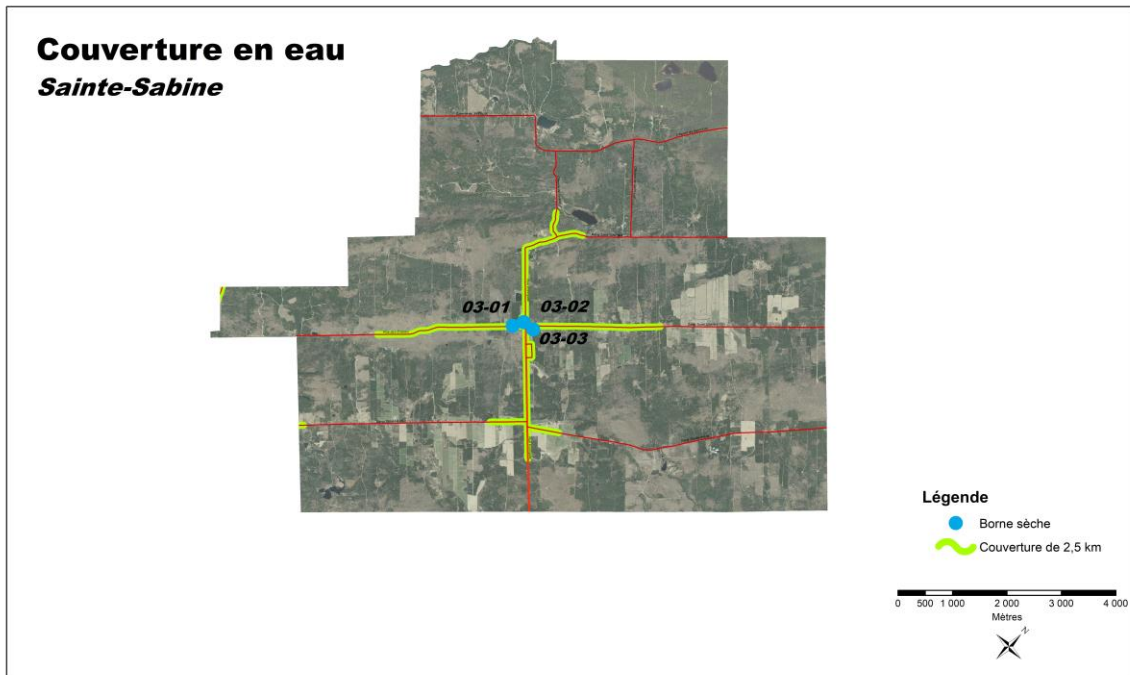 Couverture en eau
Sainte-Sabine
03-01
03-02
03-03
Légende
Borne sèche
Couverture de 2,5 km
0 500 1 000 2 000 3 000 4 000
Mètres
N